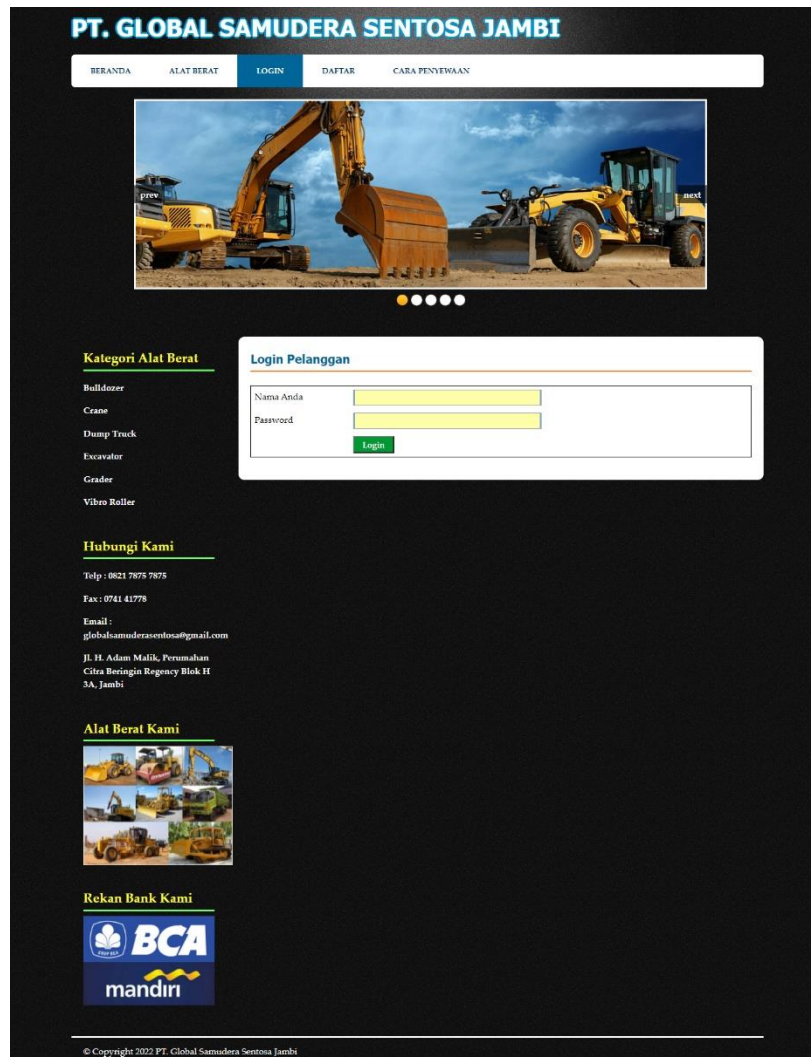 PT. GLOBAL SAMUDERA SENTOSA JAMBI
BERANDA ALAT BERAT LOGIN DAFTAR CARA PENYEWAAN
prev
next
Kategori Alat Berat
Bulldozer
Crane
Dump Truck
Excavator
Grader
Vibro Roller
Login Pelanggan
Nama Anda
Password
Login
Hubungi Kami
Telp : 0821 7875 7875
Fax : 0741 41778
Email :
globalsamuderasentosa@gmail.com
Jl. H. Adam Malik, Perumahan
Citra Beringin Regency Blok H
3A, Jambi
Alat Berat Kami
Rekan Bank Kami
BCA
mandiri
© Copyright 2022 PT. Global Samudera Sentosa Jambi